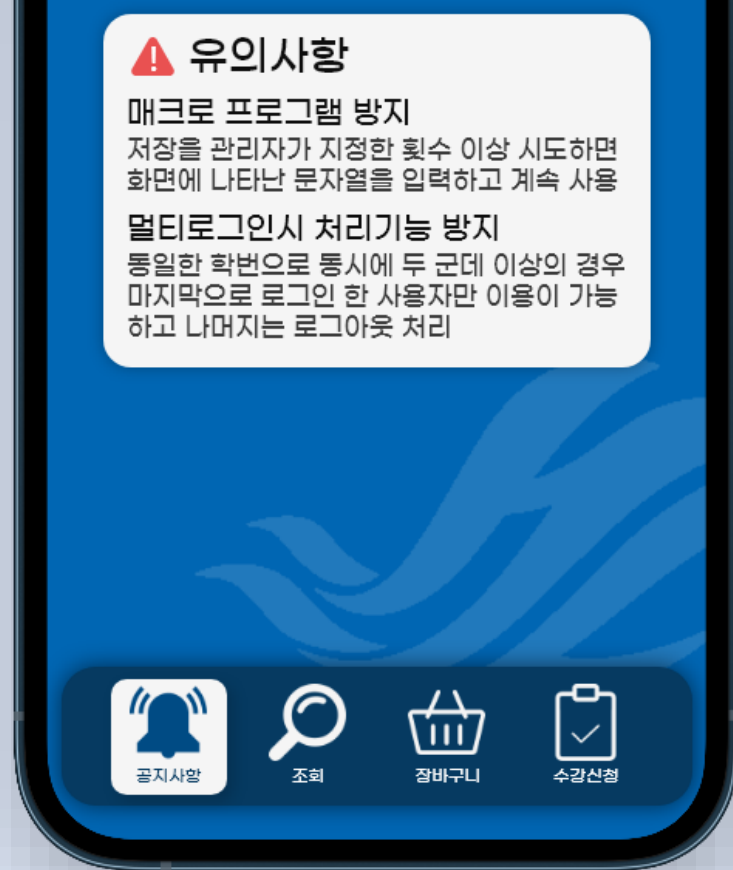 유의사항
매크로 프로그램 방지
저장을 관리자가 지정한 횟수 이상 시도하면
화면에 나타난 문자열을 입력하고 계속 사용
멀티로그인시 처리기능 방지
동일한 학번으로 동시에 두 군데 이상의 경우
마지막으로 로그인 한 사용자만 이용이 가능
하고 나머지는 로그아웃 처리
공지사항
조회
장바구니
수강신청